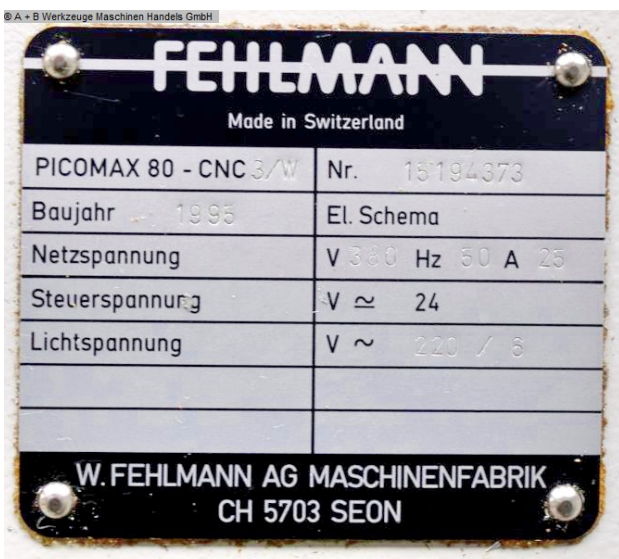 ® A + B Werkzeuge Maschinen Handels GmbH
FEHLMANN
Made in Switzerland
PICOMAX 80 - CNC 3/W Nr. 15194373
Baujahr 1995 El. Schema
Netzspannung V 380 Hz 50 A 25
Steuerspannung V ≃ 24
Lichtspannung V ~ 220 / 6
W. FEHLMANN AG MASCHINENFABRIK
CH 5703 SEON